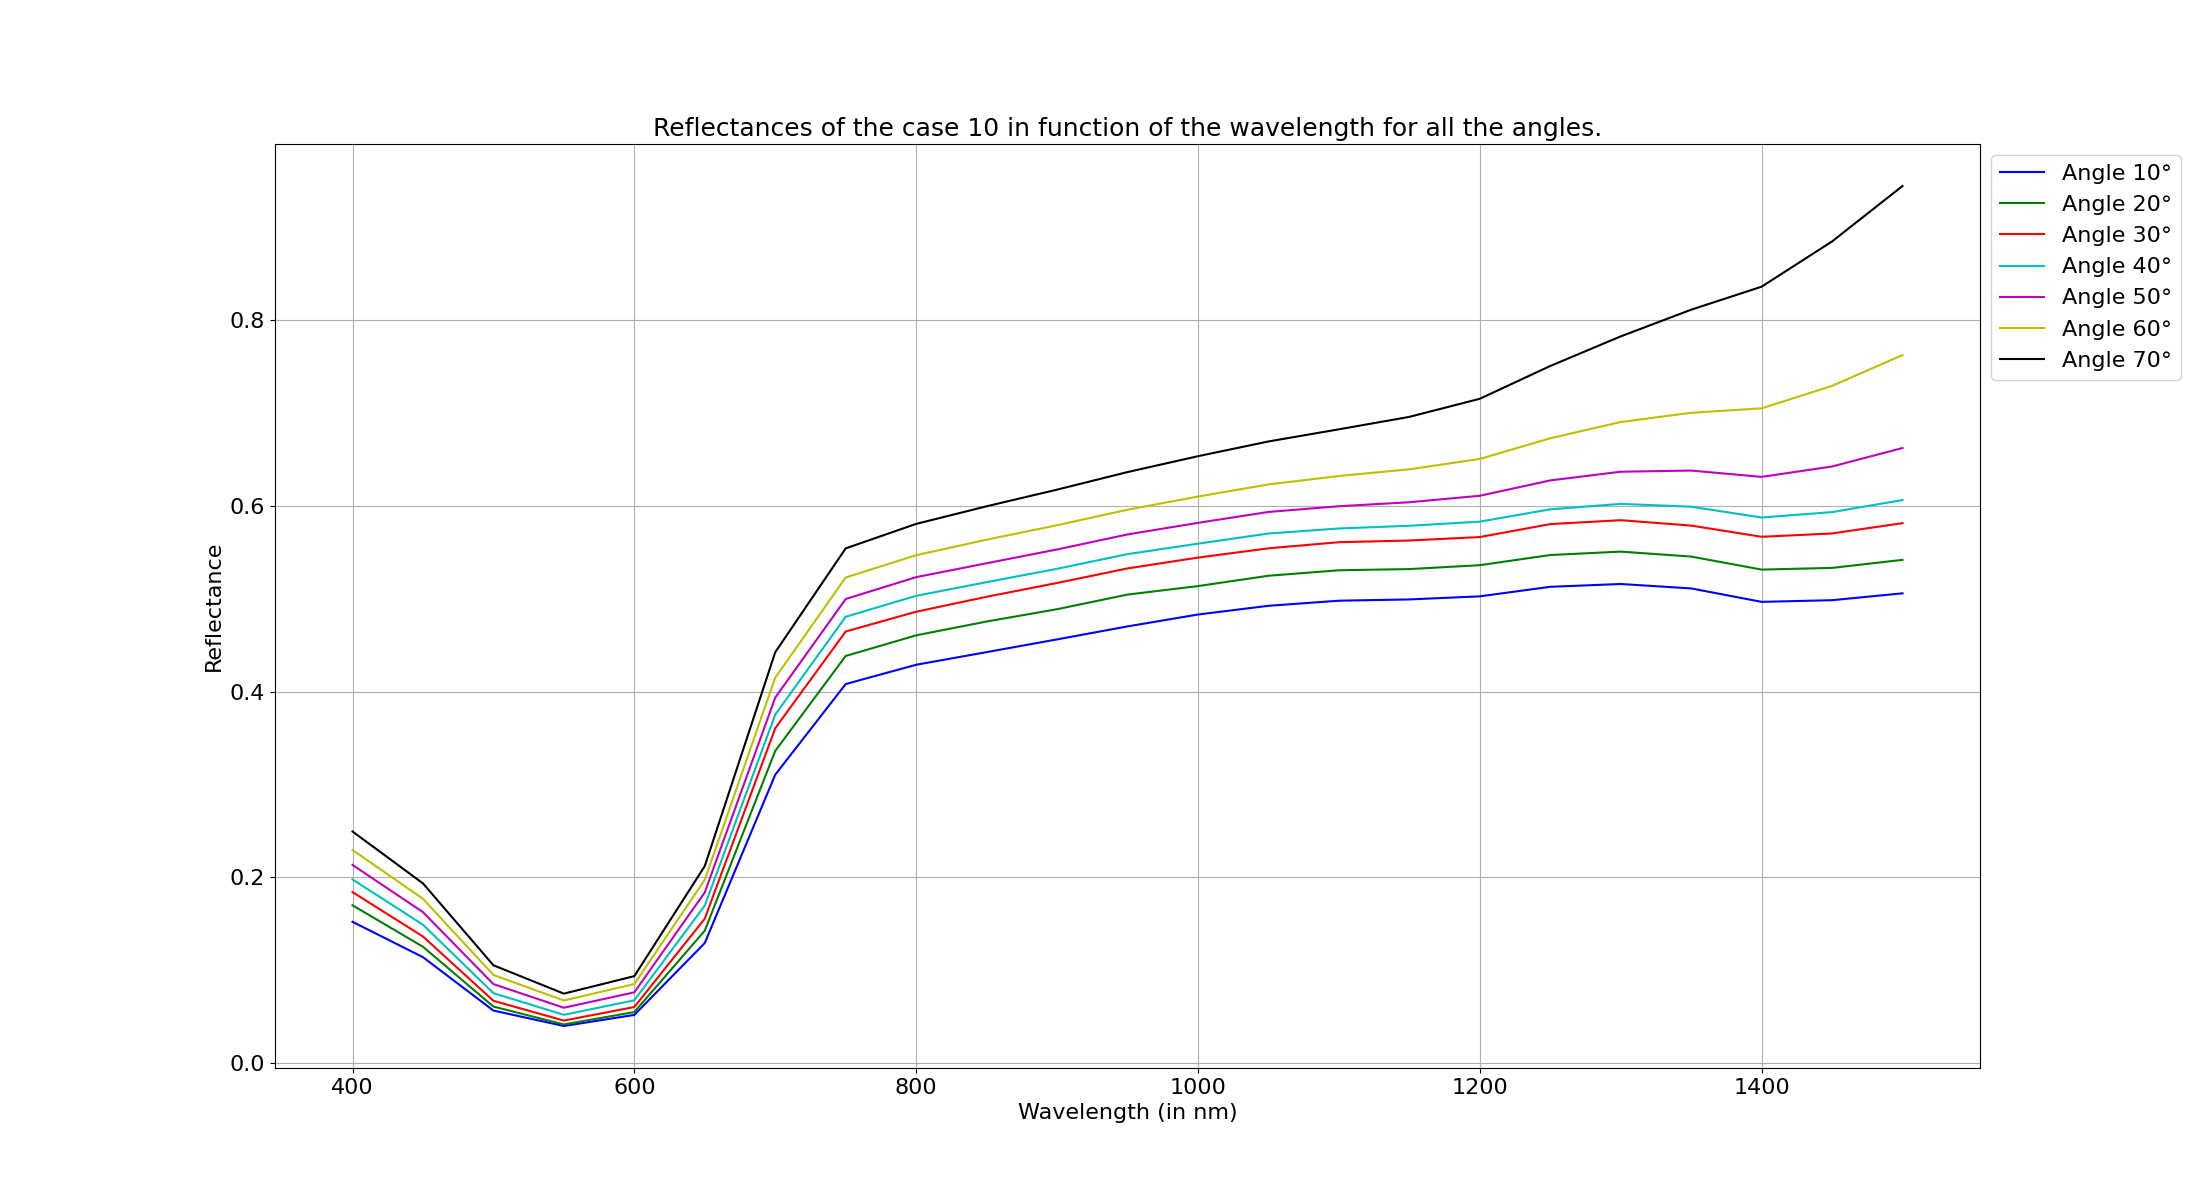 Reflectances of the case 10 in function of the wavelength for all the angles.
Angle 10°
Angle 20°
Angle 30°
Angle 40°
Angle 50°
Angle 60°
Angle 70°
0.8
0.6
0.4
0.2
0.0
Reflectance
400 600 800 1000 1200 1400
Wavelength (in nm)